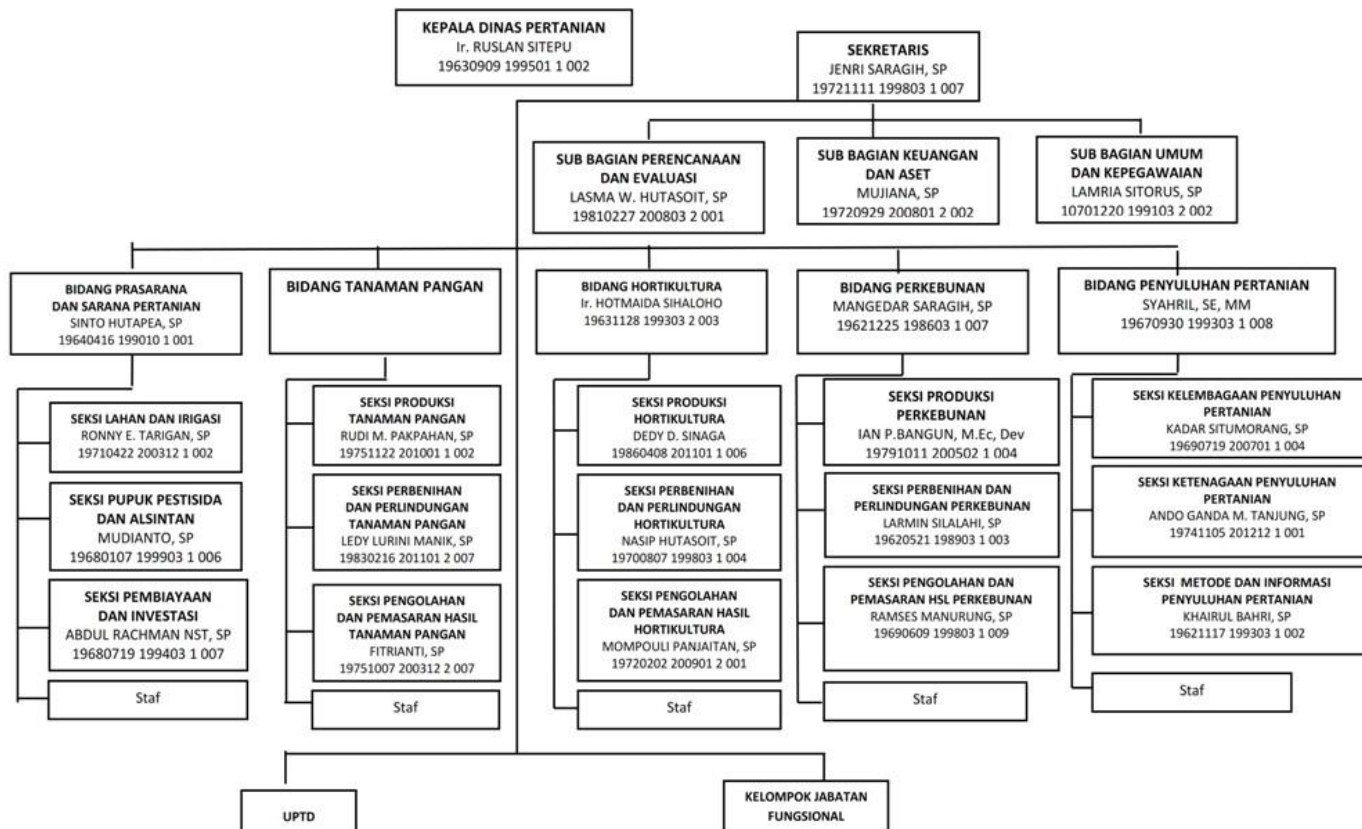 KEPALA DINAS PERTANIAN
Ir. RUSLAN SITEPU
19630909 199501 1 002
SEKRETARIS
JENRI SARAGIH, SP
19721111 199803 1 007
SUB BAGIAN PERENCANAAN
DAN EVALUASI
LASMA W. HUTASOIT, SP
19810227 200803 2 001
SUB BAGIAN KEUANGAN
DAN ASET
MUJIANA, SP
19720929 200801 2 002
SUB BAGIAN UMUM
DAN KEPEGAWAIAN
LAMRIA SITORUS, SP
10701220 199103 2 002
BIDANG PRASARANA
DAN SARANA PERTANIAN
SINTO HUTAPEA, SP
19640416 199010 1 001
BIDANG TANAMAN PANGAN
BIDANG HORTIKULTURA
Ir. HOTMAIDA SIHALOHO
19631128 199303 2 003
BIDANG PERKEBUNAN
MANGEDAR SARAGIH, SP
19621225 198603 1 007
BIDANG PENYULUHAN PERTANIAN
SYAHRIL, SE, MM
19670930 199303 1 008
SEKSI LAHAN DAN IRIGASI
RONNY E. TARIGAN, SP
19710422 200312 1 002
SEKSI PUPUK PESTISIDA
DAN ALSINTAN
MUDIANTO, SP
19680107 199903 1 006
SEKSI PEMBIAYAAN
DAN INVESTASI
ABDUL RACHMAN NST, SP
19680719 199403 1 007
Staf
SEKSI PRODUKSI
TANAMAN PANGAN
RUDI M. PAKPAHAN, SP
19751122 201001 1 002
SEKSI PERBENIHAN
DAN PERLINDUNGAN
TANAMAN PANGAN
LEDY LURINI MANIK, SP
19830216 201101 2 007
SEKSI PENGOLAHAN
DAN PEMASARAN HASIL
TANAMAN PANGAN
FITRIANTI, SP
19751007 200312 2 007
Staf
SEKSI PRODUKSI
HORTIKULTURA
DEDY D. SINAGA
19860408 201101 1 006
SEKSI PERBENIHAN
DAN PERLINDUNGAN
HORTIKULTURA
NASIP HUTASOIT, SP
19700807 199803 1 004
SEKSI PENGOLAHAN
DAN PEMASARAN HASIL
HORTIKULTURA
MOMPOULI PANJAITAN, SP
19720202 200901 2 001
Staf
SEKSI PRODUKSI
PERKEBUNAN
IAN P.BANGUN, M.Ec, Dev
19791011 200502 1 004
SEKSI PERBENIHAN DAN
PERLINDUNGAN PERKEBUNAN
LARMIN SILALAHI, SP
19620521 198903 1 003
SEKSI PENGOLAHAN DAN
PEMASARAN HSL PERKEBUNAN
RAMSES MANURUNG, SP
19690609 199803 1 009
Staf
SEKSI KELEMBAGAAN PENYULUHAN
PERTANIAN
KADAR SITUMORANG, SP
19690719 200701 1 004
SEKSI KETENAGAAN PENYULUHAN
PERTANIAN
ANDO GANDA M. TANJUNG, SP
19741105 201212 1 001
SEKSI METODE DAN INFORMASI
PENYULUHAN PERTANIAN
KHAIRUL BAHRI, SP
19621117 199303 1 002
Staf
UPTD
KELOMPOK JABATAN
FUNGSIONAL